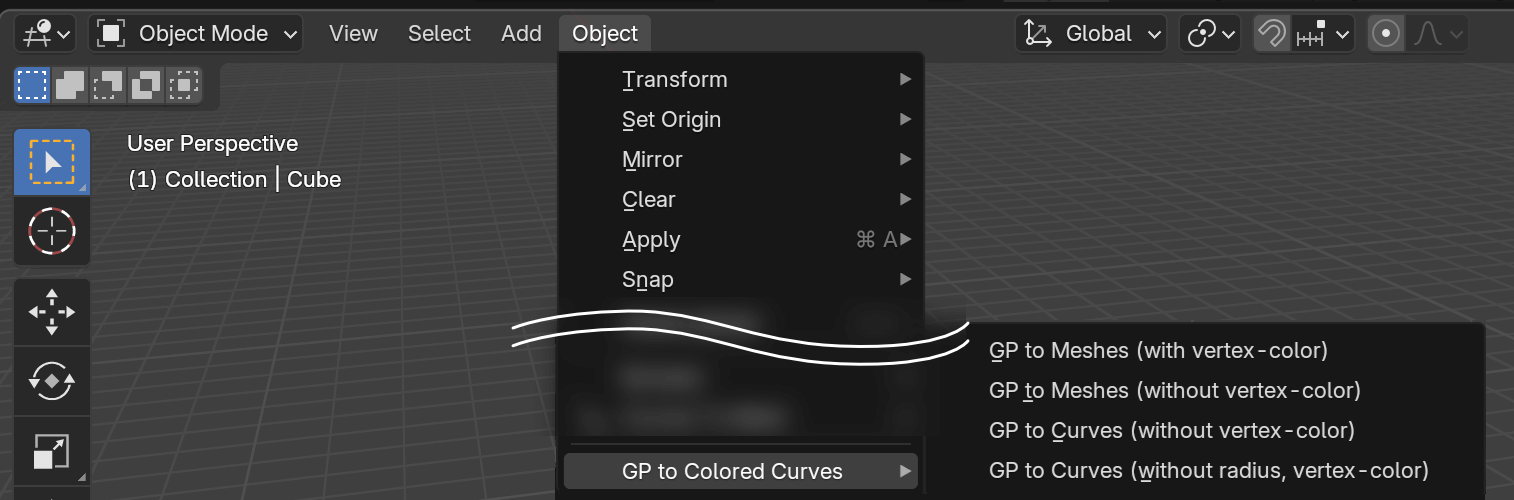 Object Mode View Select Add Object Global
Transform
Set Origin
User Perspective
Mirror
(1) Collection | Cube
Clear
Apply ⌘ A
Snap
GP to Meshes (with vertex-color)
GP to Meshes (without vertex-color)
GP to Curves (without vertex-color)
GP to Colored Curves
GP to Curves (without radius, vertex-color)